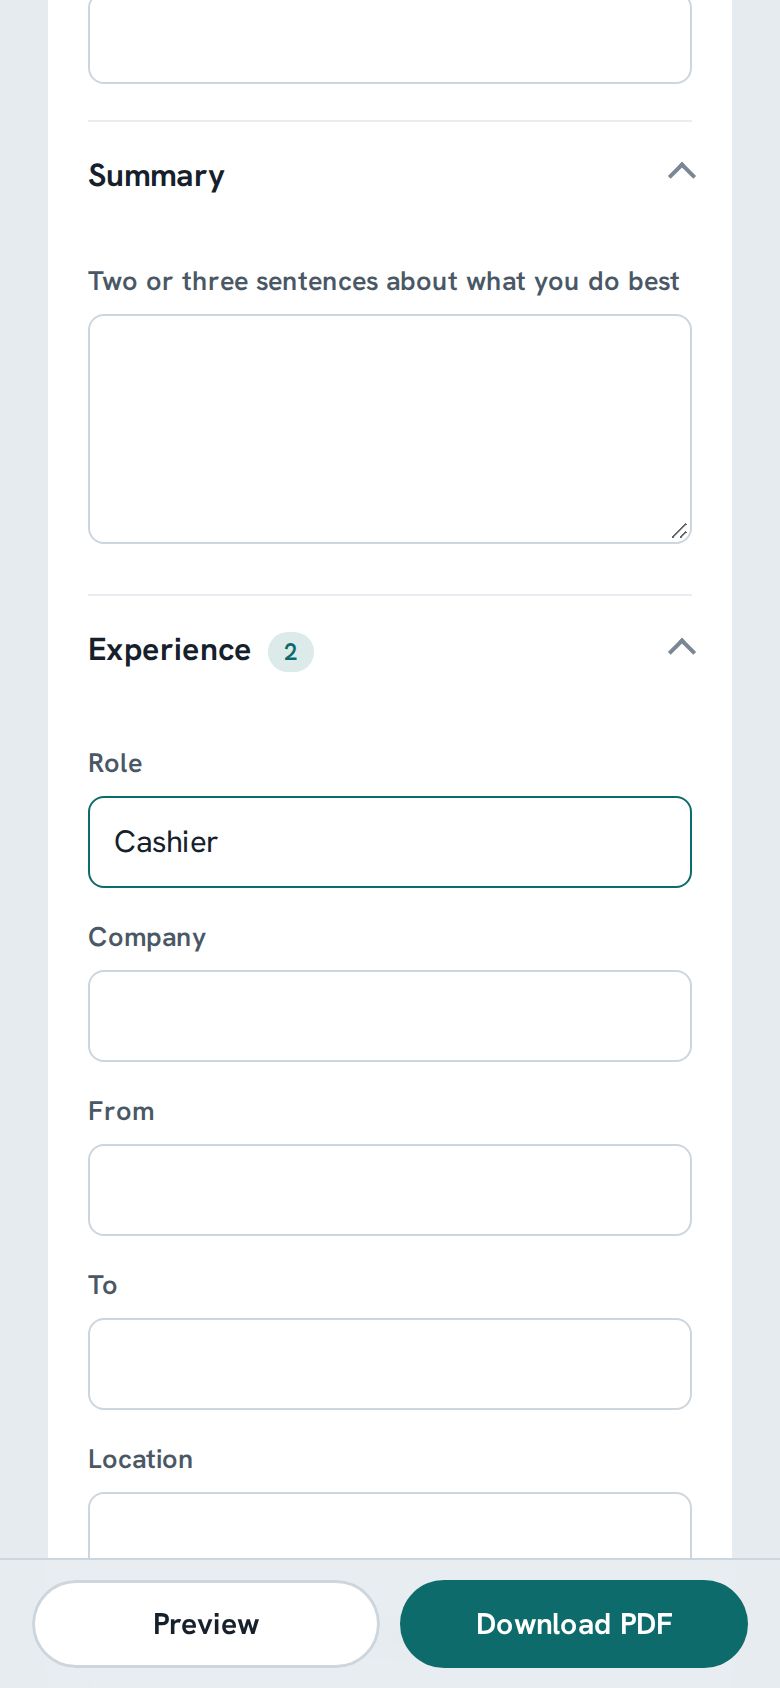 Summary
Two or three sentences about what you do best
Experience 2
Role
Cashier
Company
From
To
Location
Preview
Download PDF